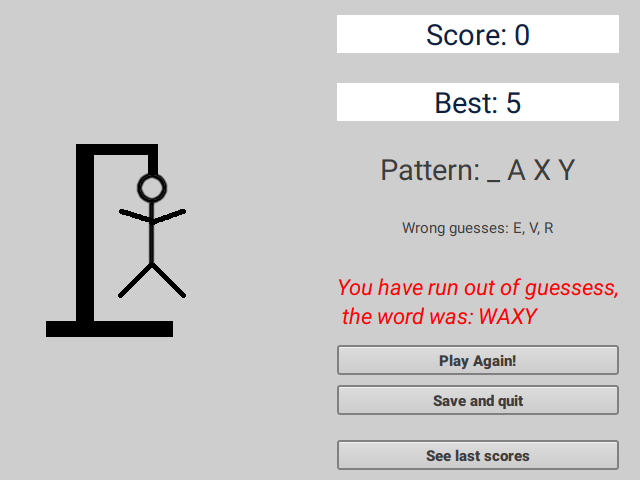 Score: 0
Best: 5
Pattern: _ A X Y
Wrong guesses: E, V, R
You have run out of guessess,
the word was: WAXY
Play Again!
Save and quit
See last scores